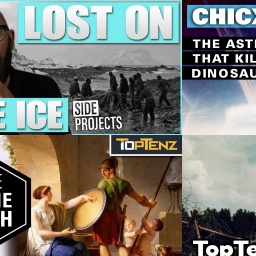 LOST ON
E ICE
SIDE
PROJECTS
CHICX
THE ASTE
THAT KIL
DINOSAU
TOPTENZ
TopTe